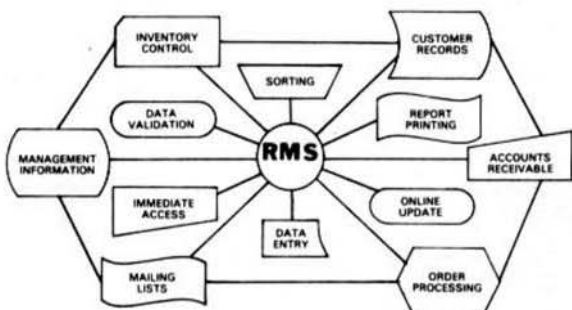 INVENTORY
CONTROL
CUSTOMER
RECORDS
SORTING
DATA
VALIDATION
REPORT
PRINTING
RMS
MANAGEMENT
INFORMATION
ACCOUNTS
RECEIVABLE
IMMEDIATE
ACCESS
ONLINE
UPDATE
DATA
ENTRY
MAILING
LISTS
ORDER
PROCESSING